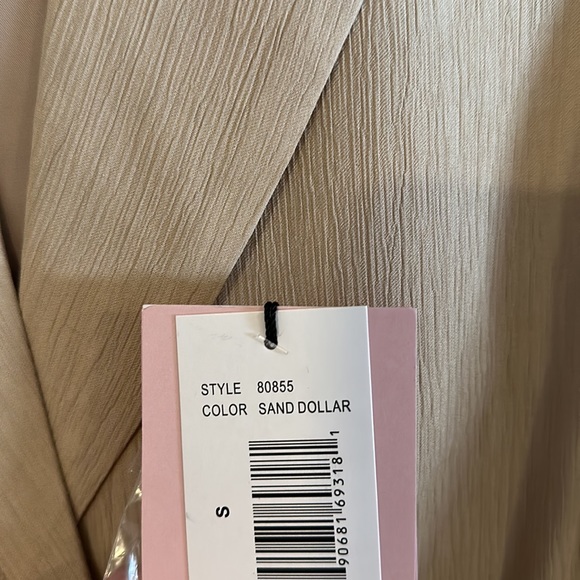 STYLE 80855
COLOR SAND DOLLAR
S
90681 69318 1